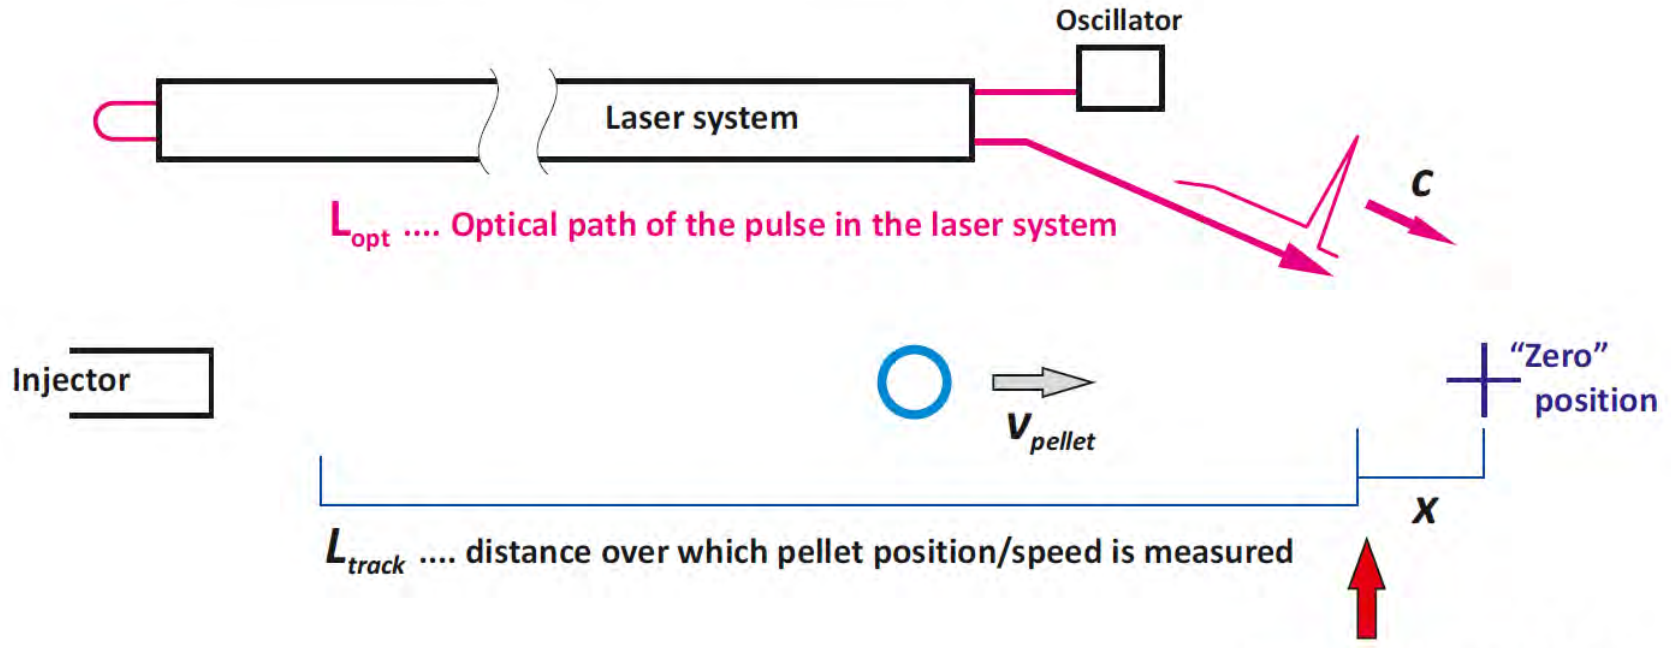 Oscillator
Laser system
c
Lopt .... Optical path of the pulse in the laser system
Injector
"Zero"
position
vpellet
x
Ltrack .... distance over which pellet position/speed is measured